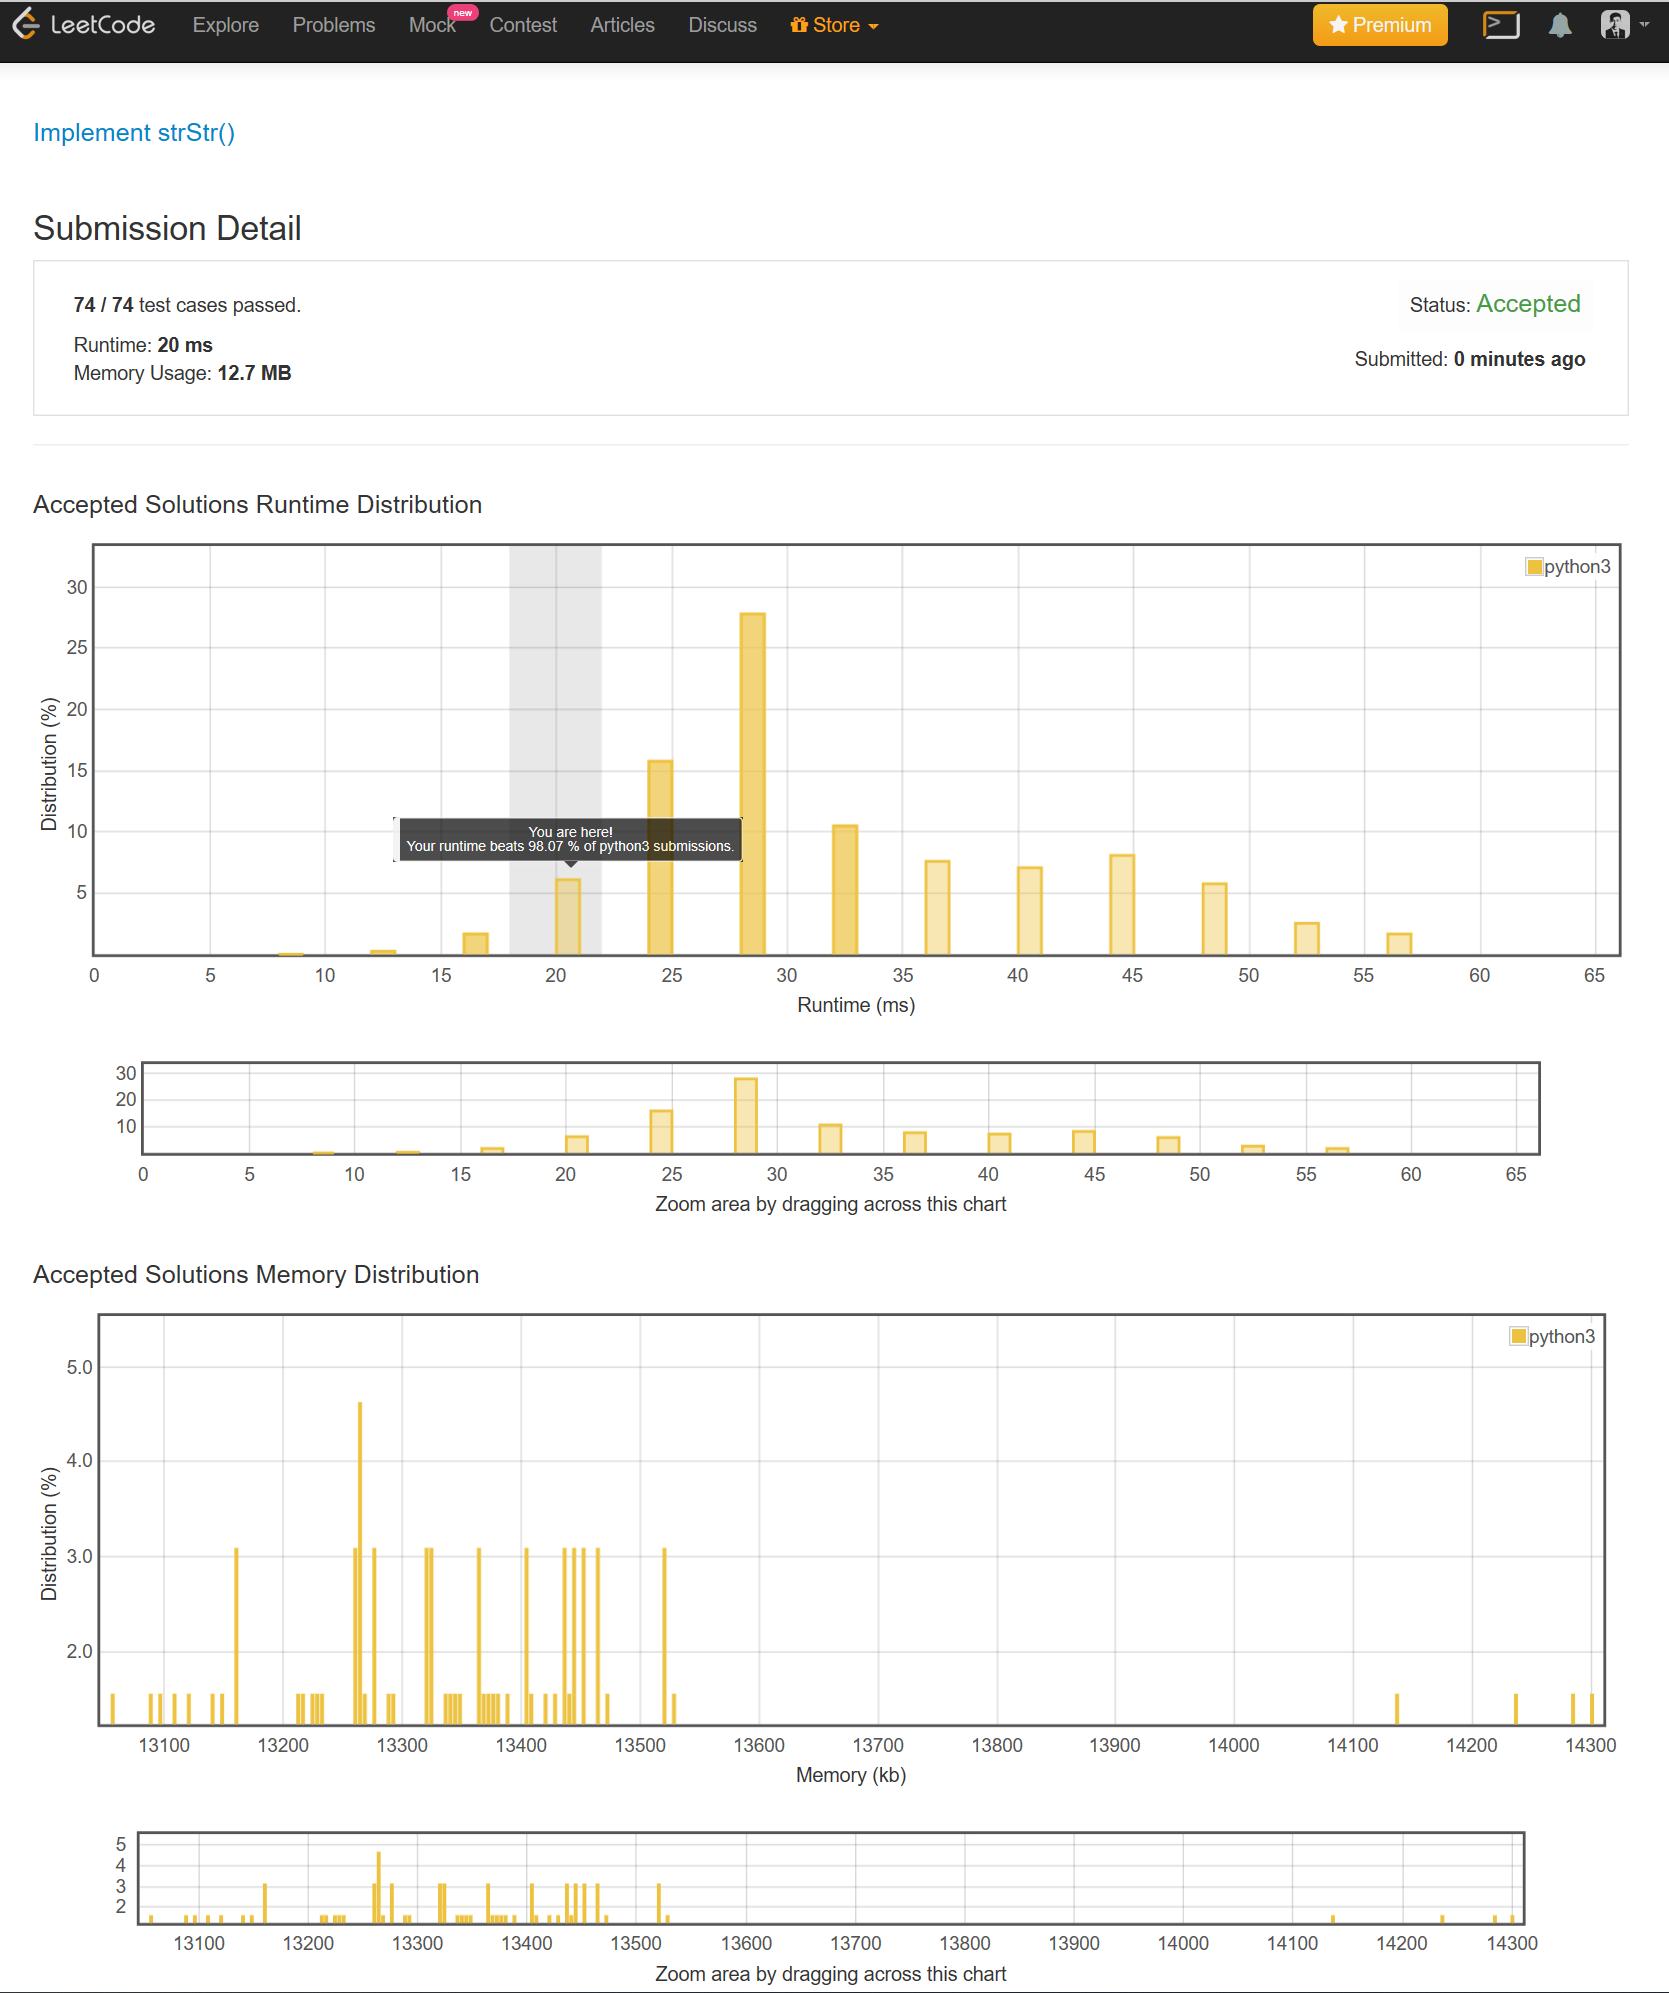 LeetCode Explore Problems Mock new Contest Articles Discuss Store Premium
Implement strStr()
Submission Detail
74 / 74 test cases passed.
Status: Accepted
Runtime: 20 ms
Submitted: 0 minutes ago
Memory Usage: 12.7 MB
Accepted Solutions Runtime Distribution
python3
30
25
20
15
10
5
Distribution (%)
You are here!
Your runtime beats 98.07 % of python3 submissions.
0 5 10 15 20 25 30 35 40 45 50 55 60 65
Runtime (ms)
30
20
10
0 5 10 15 20 25 30 35 40 45 50 55 60 65
Zoom area by dragging across this chart
Accepted Solutions Memory Distribution
python3
5.0
4.0
3.0
2.0
Distribution (%)
13100 13200 13300 13400 13500 13600 13700 13800 13900 14000 14100 14200 14300
Memory (kb)
5
4
3
2
13100 13200 13300 13400 13500 13600 13700 13800 13900 14000 14100 14200 14300
Zoom area by dragging across this chart